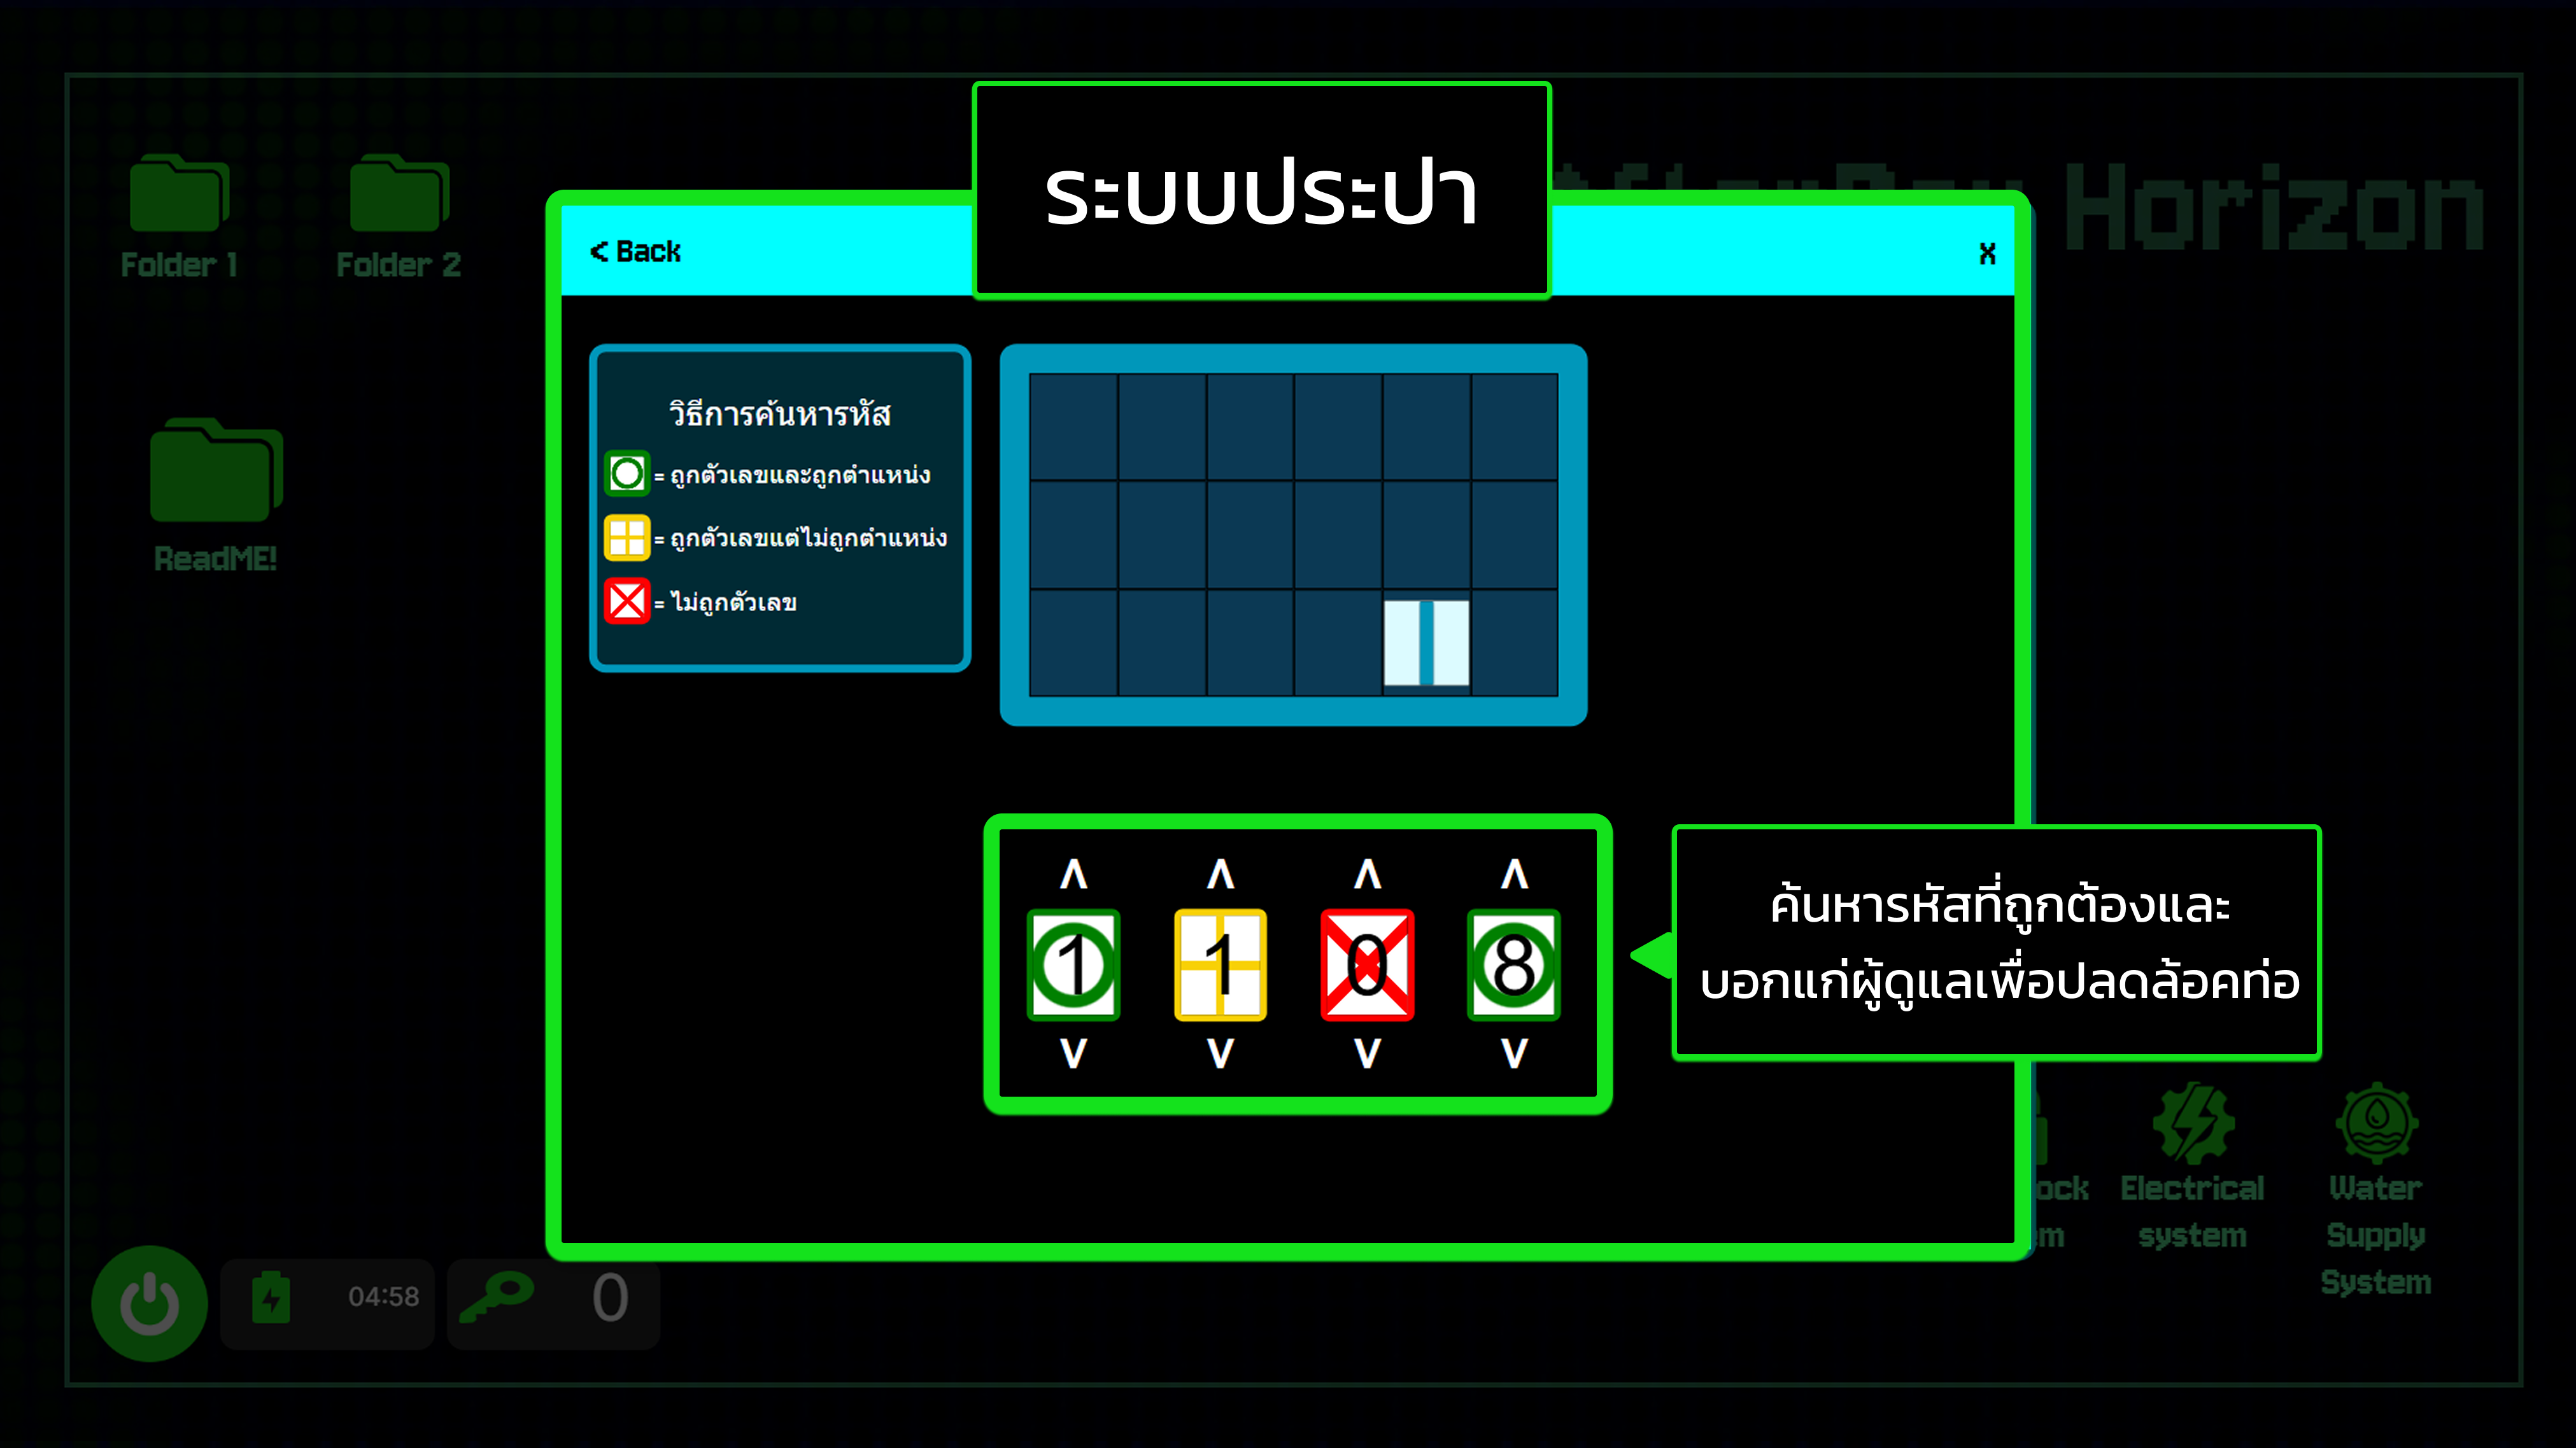 ระบบประปา
Horizon
Folder 1
Folder 2
< Back
x
วิธีการค้นหารหัส
= ถูกตัวเลขและถูกตำแหน่ง
= ถูกตัวเลขแต่ไม่ถูกตำแหน่ง
= ไม่ถูกตัวเลข
ReadME!
1 1 0 8
ค้นหารหัสที่ถูกต้องและ
บอกแก่ผู้ดูแลเพื่อปลดล้อคท่อ
Electrical
system
Water
Supply
System
04:58
0